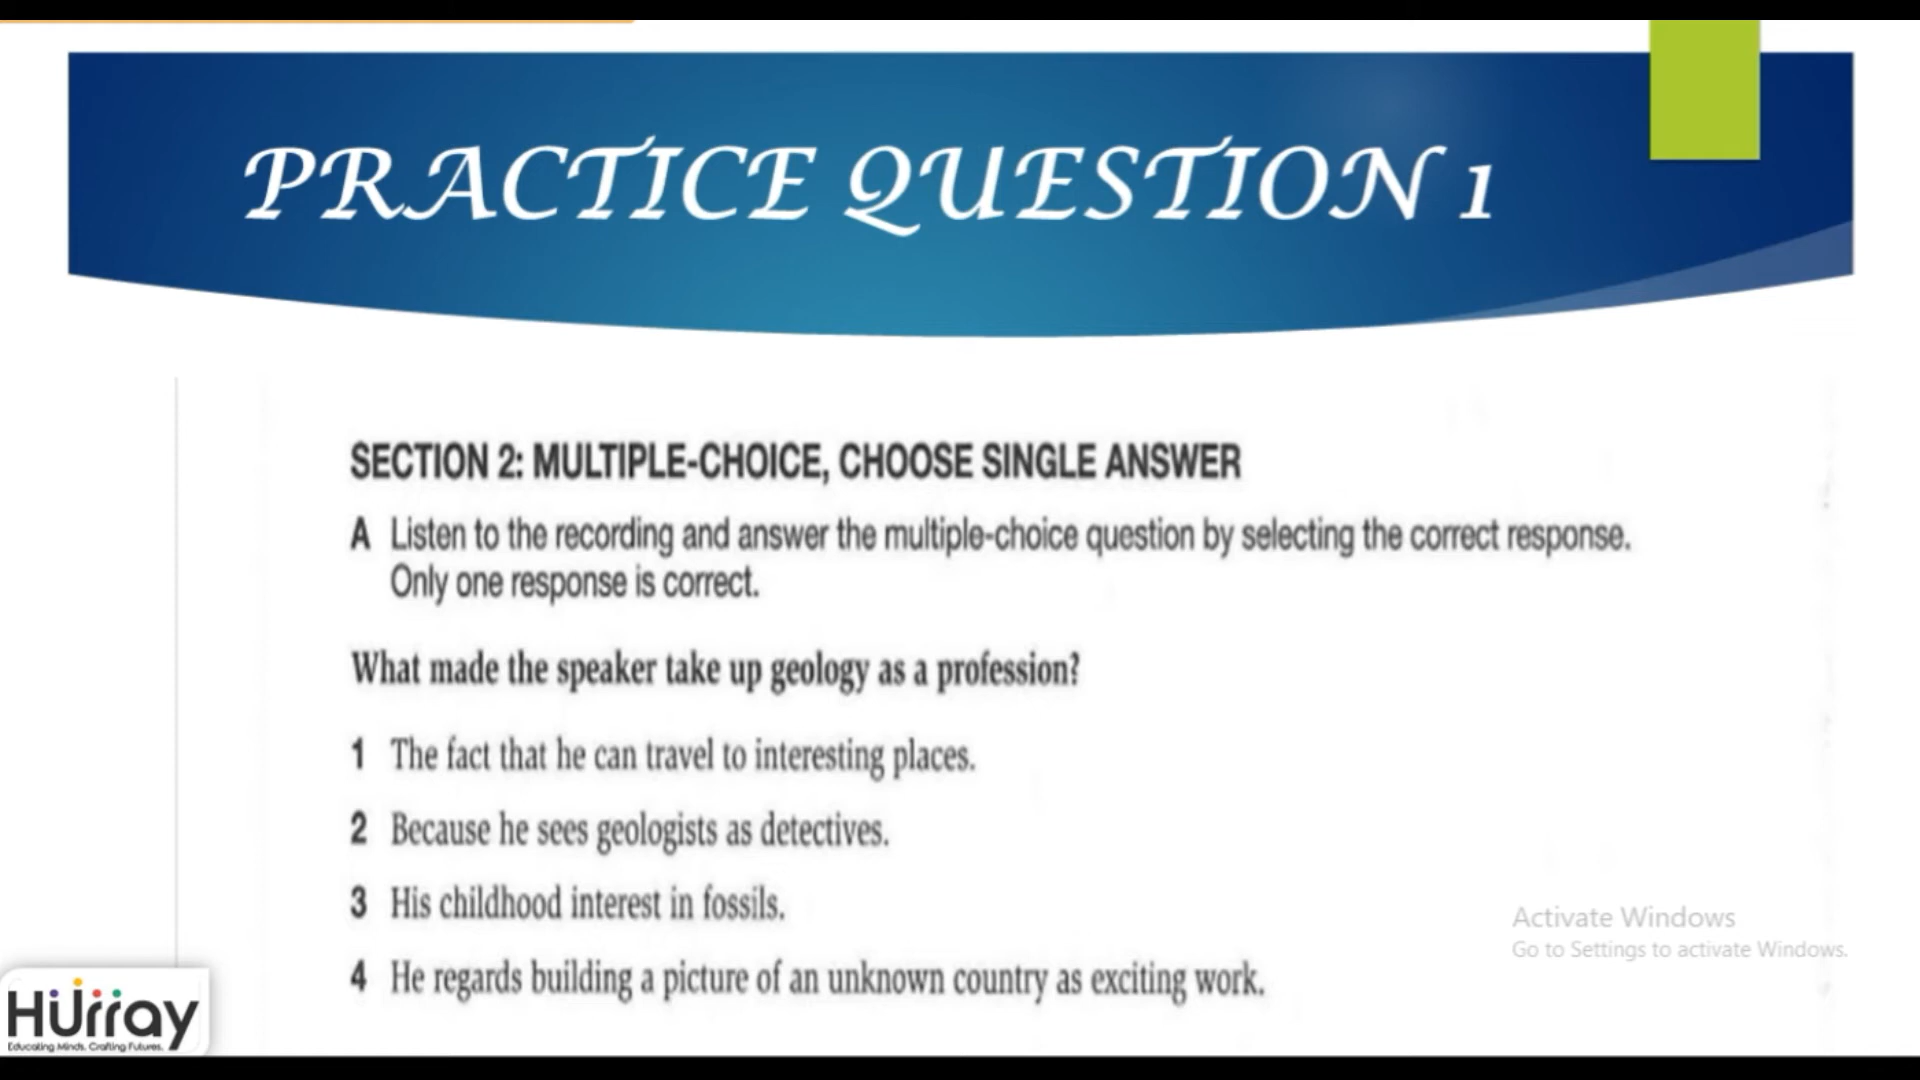 PRACTICE QUESTION 1
SECTION 2: MULTIPLE-CHOICE, CHOOSE SINGLE ANSWER
A Listen to the recording and answer the multiple-choice question by selecting the correct response.
Only one response is correct.
What made the speaker take up geology as a profession?
1 The fact that he can travel to interesting places.
2 Because he sees geologists as detectives.
3 His childhood interest in fossils.
4 He regards building a picture of an unknown country as exciting work.
Activate Windows
Go to Settings to activate Windows.
Hurray
Educating Minds. Crafting Futures.